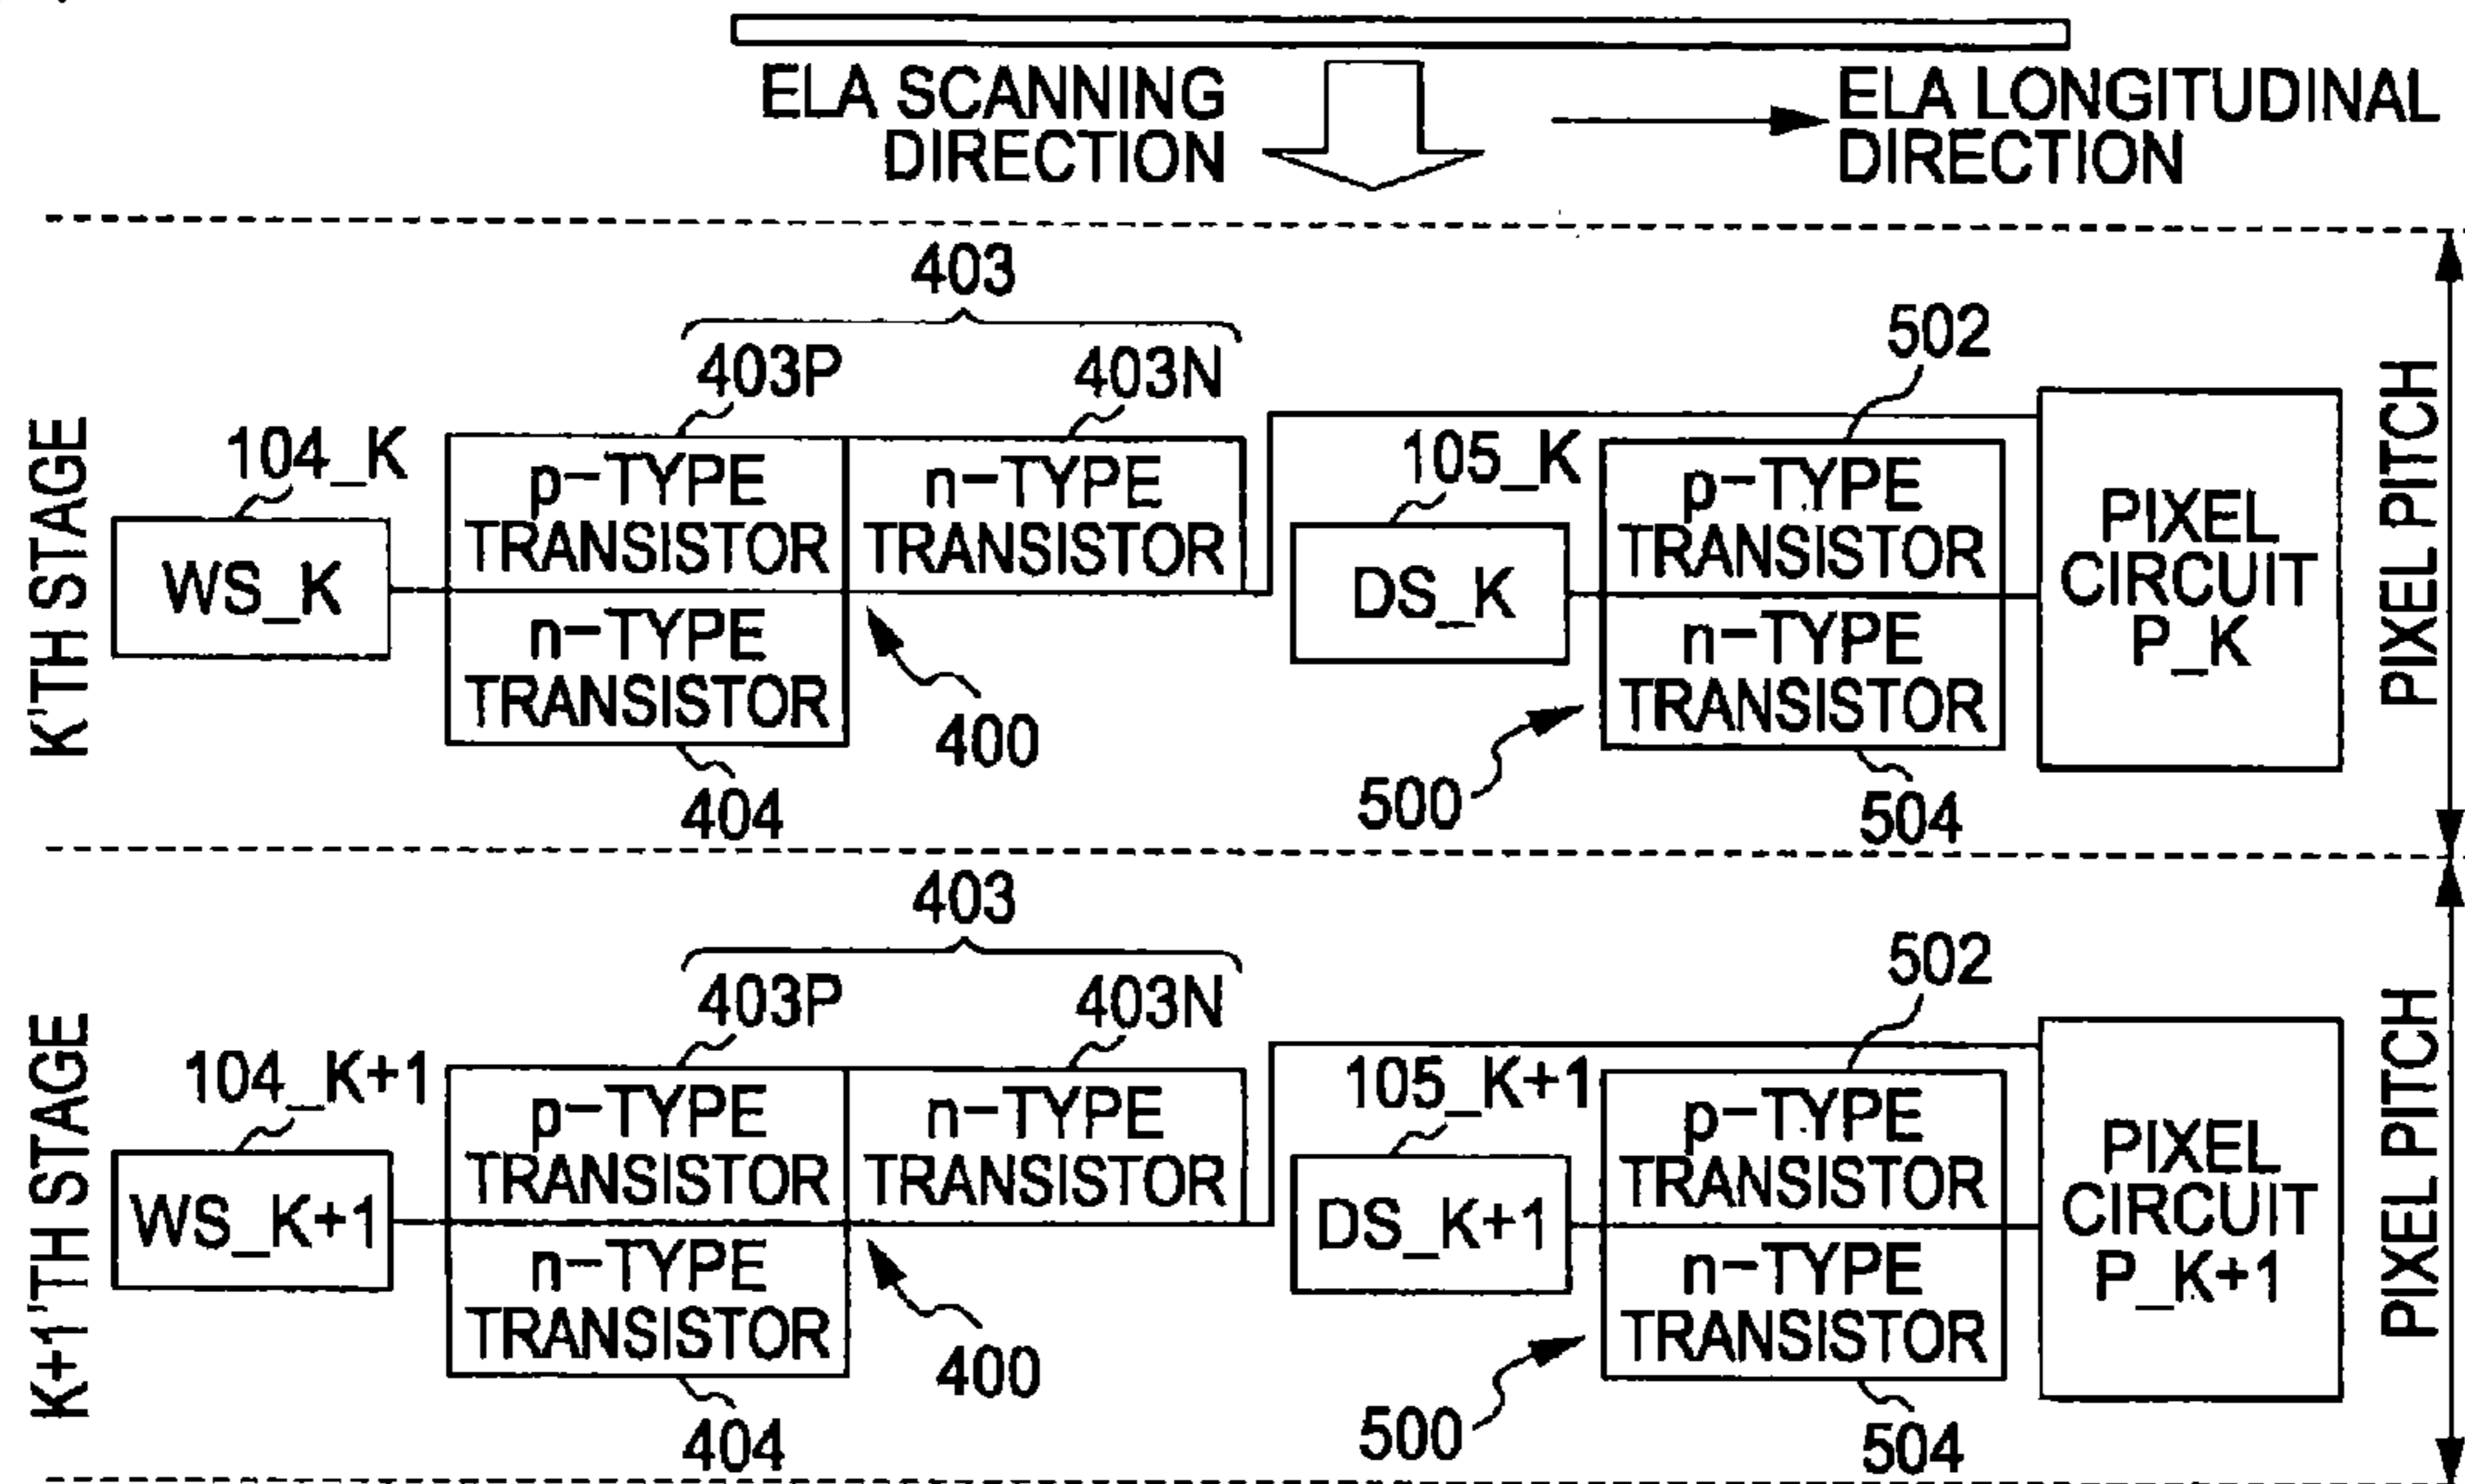 ELA SCANNING
DIRECTION
ELA LONGITUDINAL
DIRECTION
403
403P
403N
502
104_K
105_K
K'TH STAGE
WS_K
p-TYPE
TRANSISTOR
n-TYPE
TRANSISTOR
n-TYPE
TRANSISTOR
DS_K
p-TYPE
TRANSISTOR
n-TYPE
TRANSISTOR
PIXEL
CIRCUIT
P_K
PIXEL PITCH
400
500
404
504
403
403P
403N
502
104_K+1
105_K+1
K+1'TH STAGE
WS_K+1
p-TYPE
TRANSISTOR
n-TYPE
TRANSISTOR
n-TYPE
TRANSISTOR
DS_K+1
p-TYPE
TRANSISTOR
n-TYPE
TRANSISTOR
PIXEL
CIRCUIT
P_K+1
PIXEL PITCH
400
500
404
504